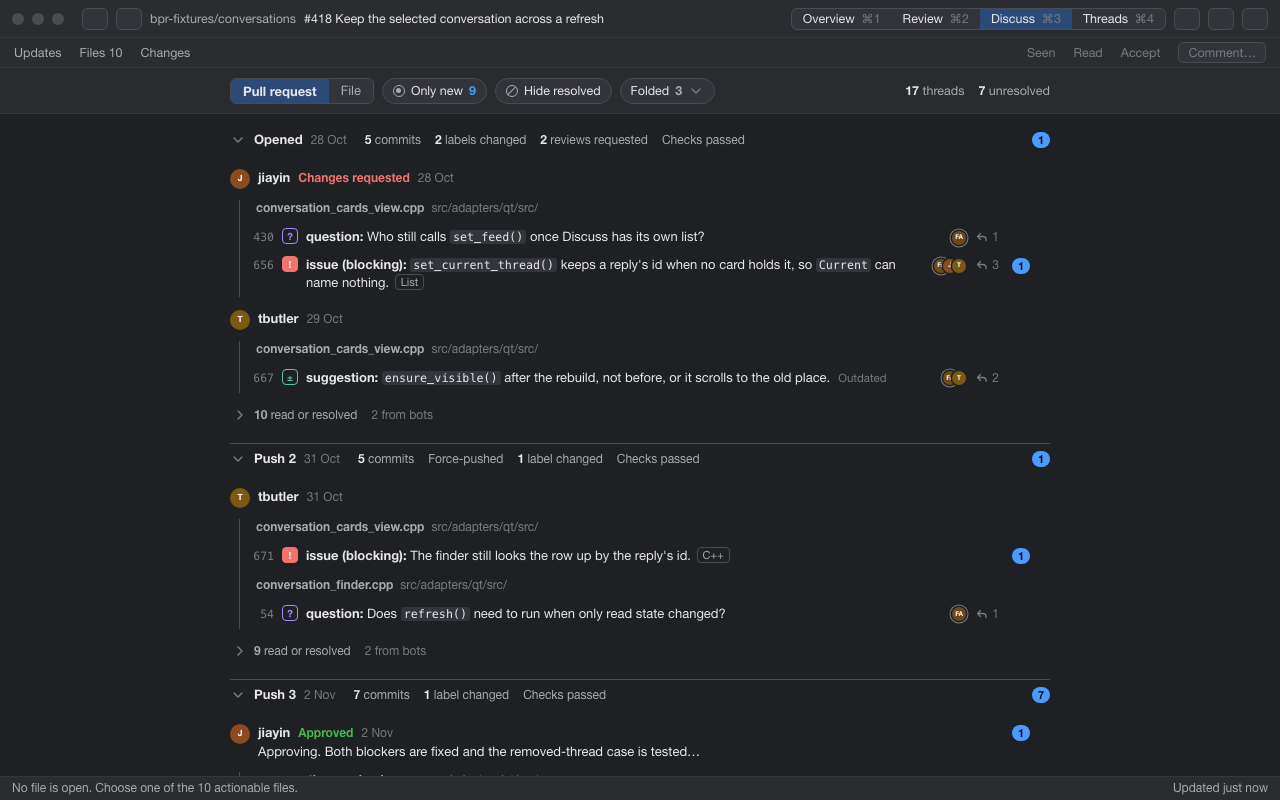 bpr-fixtures/conversations #418 Keep the selected conversation across a refresh Overview ⌘1 Review ⌘2 Discuss ⌘3 Threads ⌘4
Updates Files 10 Changes Seen Read Accept Comment…
Pull request File Only new 9 Hide resolved Folded 3 17 threads 7 unresolved
Opened 28 Oct 5 commits 2 labels changed 2 reviews requested Checks passed 1
J jiayin Changes requested 28 Oct
conversation_cards_view.cpp src/adapters/qt/src/
430 ? question: Who still calls set_feed() once Discuss has its own list? FA 1
656 ! issue (blocking): set_current_thread() keeps a reply's id when no card holds it, so Current can T 3 1
name nothing. List
T tbutler 29 Oct
conversation_cards_view.cpp src/adapters/qt/src/
667 ± suggestion: ensure_visible() after the rebuild, not before, or it scrolls to the old place. Outdated T 2
10 read or resolved 2 from bots
Push 2 31 Oct 5 commits Force-pushed 1 label changed Checks passed 1
T tbutler 31 Oct
conversation_cards_view.cpp src/adapters/qt/src/
671 ! issue (blocking): The finder still looks the row up by the reply's id. C++ 1
conversation_finder.cpp src/adapters/qt/src/
54 ? question: Does refresh() need to run when only read state changed? FA 1
9 read or resolved 2 from bots
Push 3 2 Nov 7 commits 1 label changed Checks passed 7
J jiayin Approved 2 Nov 1
Approving. Both blockers are fixed and the removed-thread case is tested…
No file is open. Choose one of the 10 actionable files. Updated just now